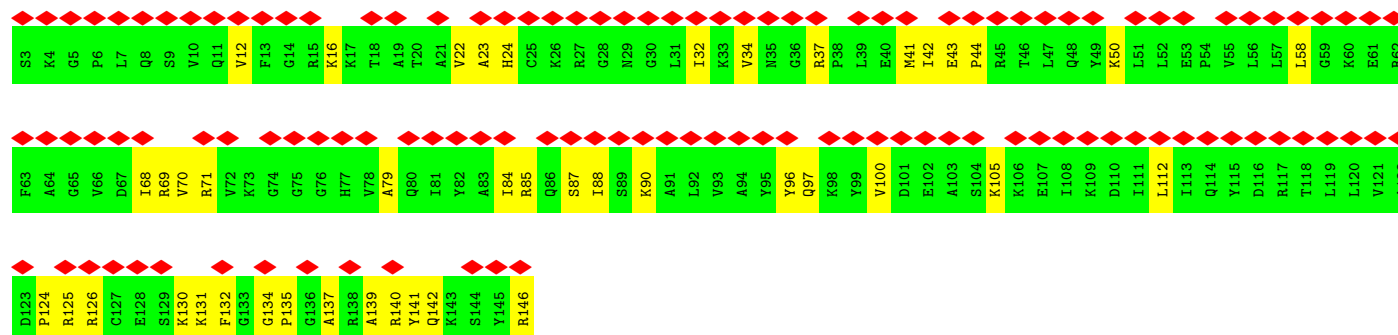 S3 K4 G5 P6 L7 Q8 S9 V10 Q11 V12 F13 G14 R15 K16 K17 T18 A19 T20 A21 V22 A23 H24 C25 K26 R27 G28 N29 G30 L31 I32 K33 V34 N35 G36 R37 P38 L39 E40 M41 I42 E43 P44 R45 T46 L47 Q48 Y49 K50 L51 L52 E53 P54 V55 L56 L57 L58 G59 K60 E61 R62
F63 A64 G65 V66 D67 I68 R69 V70 R71 V72 K73 G74 G75 G76 H77 V78 A79 Q80 I81 Y82 A83 I84 R85 Q86 S87 I88 S89 K90 A91 L92 V93 A94 Y95 Y96 Q97 K98 Y99 V100 D101 E102 A103 S104 K105 K106 E107 I108 K109 D110 I111 L112 I113 Q114 Y115 D116 R117 T118 L119 L120 V121
D123 P124 R125 R126 C127 E128 S129 K130 K131 F132 G133 G134 P135 G136 A137 R138 A139 R140 Y141 Q142 K143 S144 Y145 R146